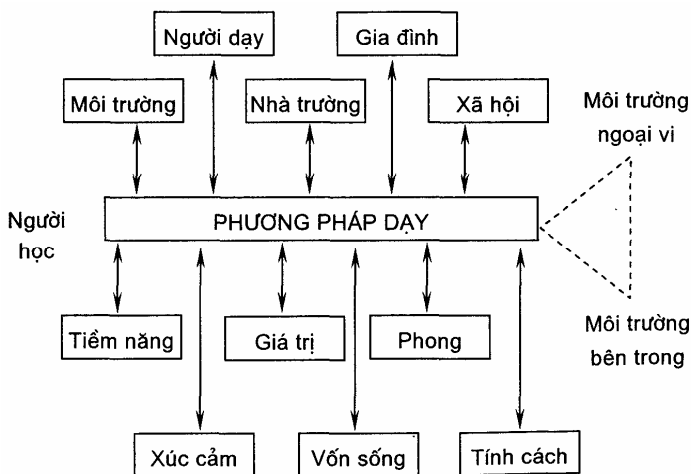 Người dạy
Gia đình
Môi trường
Nhà trường
Xã hội
Môi trường
ngoại vi
Người
học
PHƯƠNG PHÁP DẠY
Tiềm năng
Giá trị
Phong
Môi trường
bên trong
Xúc cảm
Vốn sống
Tính cách